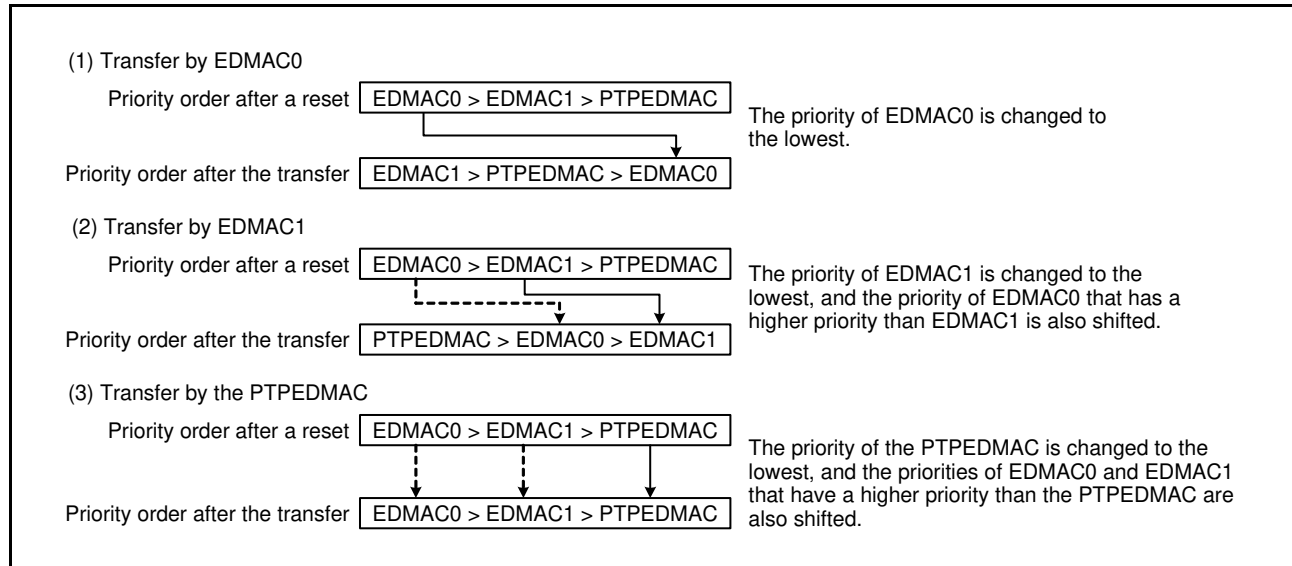 (1) Transfer by EDMAC0
Priority order after a reset EDMAC0 > EDMAC1 > PTPEDMAC
The priority of EDMAC0 is changed to
the lowest.
Priority order after the transfer EDMAC1 > PTPEDMAC > EDMAC0
(2) Transfer by EDMAC1
Priority order after a reset EDMAC0 > EDMAC1 > PTPEDMAC
The priority of EDMAC1 is changed to the
lowest, and the priority of EDMAC0 that has a
higher priority than EDMAC1 is also shifted.
Priority order after the transfer PTPEDMAC > EDMAC0 > EDMAC1
(3) Transfer by the PTPEDMAC
Priority order after a reset EDMAC0 > EDMAC1 > PTPEDMAC
The priority of the PTPEDMAC is changed to the
lowest, and the priorities of EDMAC0 and EDMAC1
that have a higher priority than the PTPEDMAC are
also shifted.
Priority order after the transfer EDMAC0 > EDMAC1 > PTPEDMAC